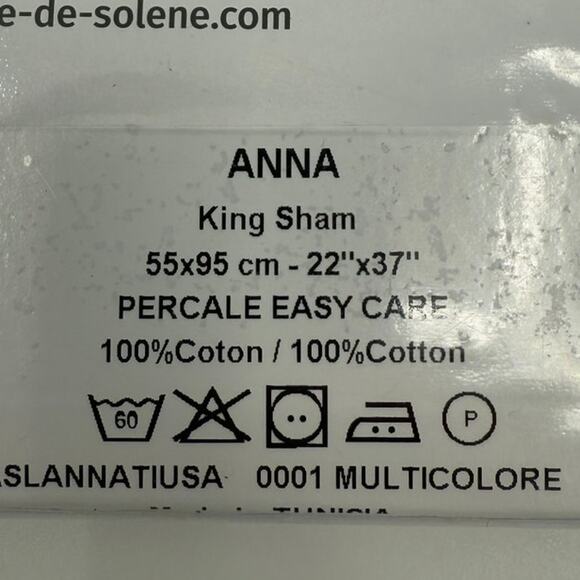 e-de-solene.com
ANNA
King Sham
55x95 cm - 22"x37"
PERCALE EASY CARE
100%Coton / 100%Cotton
60 P
ASLANNATIUSA 0001 MULTICOLORE
TUNISIA